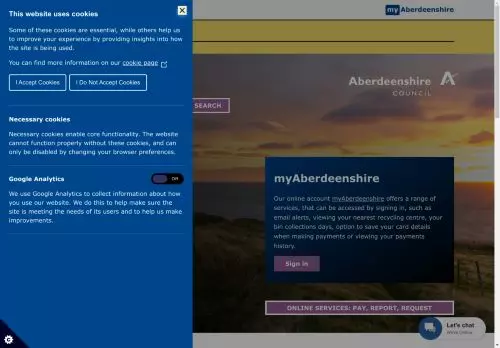 This website uses cookies
Some of these cookies are essential, while others help us
to improve your experience by providing insights into how
the site is being used.
You can find more information on our cookie page
I Accept Cookies
I Do Not Accept Cookies
Necessary cookies
Necessary cookies enable core functionality. The website
cannot function properly without these cookies, and can
only be disabled by changing your browser preferences.
Google Analytics
Off
We use Google Analytics to collect information about how
you use our website. We do this to help make sure the
site is meeting the needs of its users and to help us make
improvements.
myAberdeenshire
Aberdeenshire
COUNCIL
SEARCH
myAberdeenshire
Our online account myAberdeenshire offers a range of
services, that can be accessed by signing in, such as
email alerts, viewing your nearest recycling centre, your
bin collections days, option to save your card details
when making payments or viewing your payments
history.
Sign in
ONLINE SERVICES: PAY, REPORT, REQUEST
Let's chat
We're Online